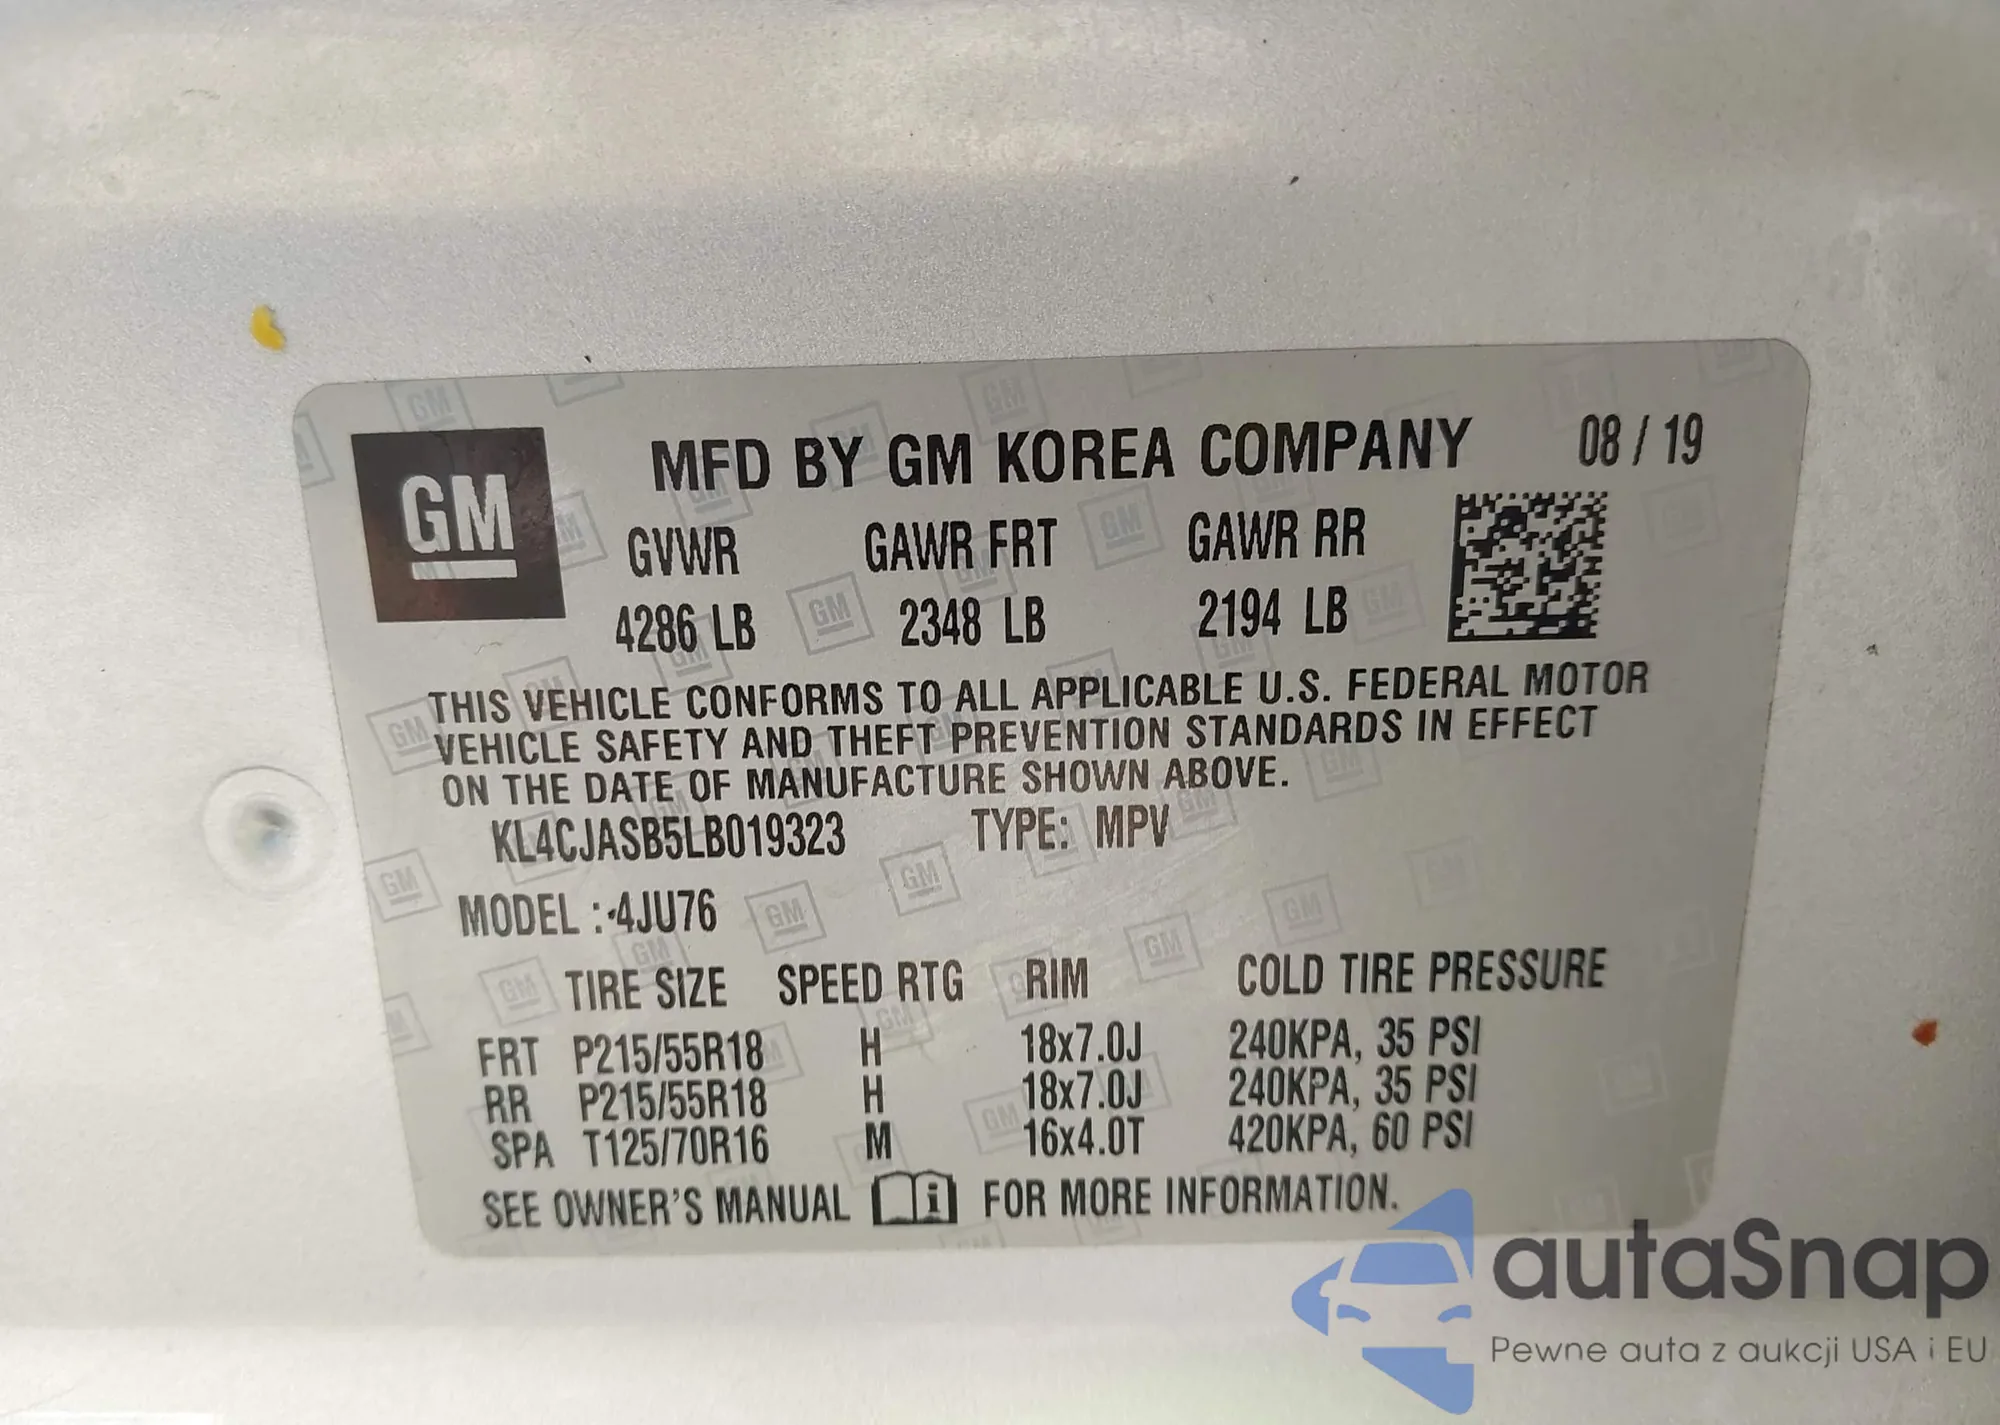 GM
MFD BY GM KOREA COMPANY 08 / 19
GVWR GAWR FRT GAWR RR
4286 LB 2348 LB 2194 LB
THIS VEHICLE CONFORMS TO ALL APPLICABLE U.S. FEDERAL MOTOR
VEHICLE SAFETY AND THEFT PREVENTION STANDARDS IN EFFECT
ON THE DATE OF MANUFACTURE SHOWN ABOVE.
KL4CJASB5LB019323 TYPE: MPV
MODEL : 4JU76
TIRE SIZE SPEED RTG RIM COLD TIRE PRESSURE
FRT P215/55R18 H 18x7.0J 240KPA, 35 PSI
RR P215/55R18 H 18x7.0J 240KPA, 35 PSI
SPA T125/70R16 M 16x4.0T 420KPA, 60 PSI
SEE OWNER'S MANUAL i FOR MORE INFORMATION.
autaSnap
Pewne auta z aukcji USA i EU